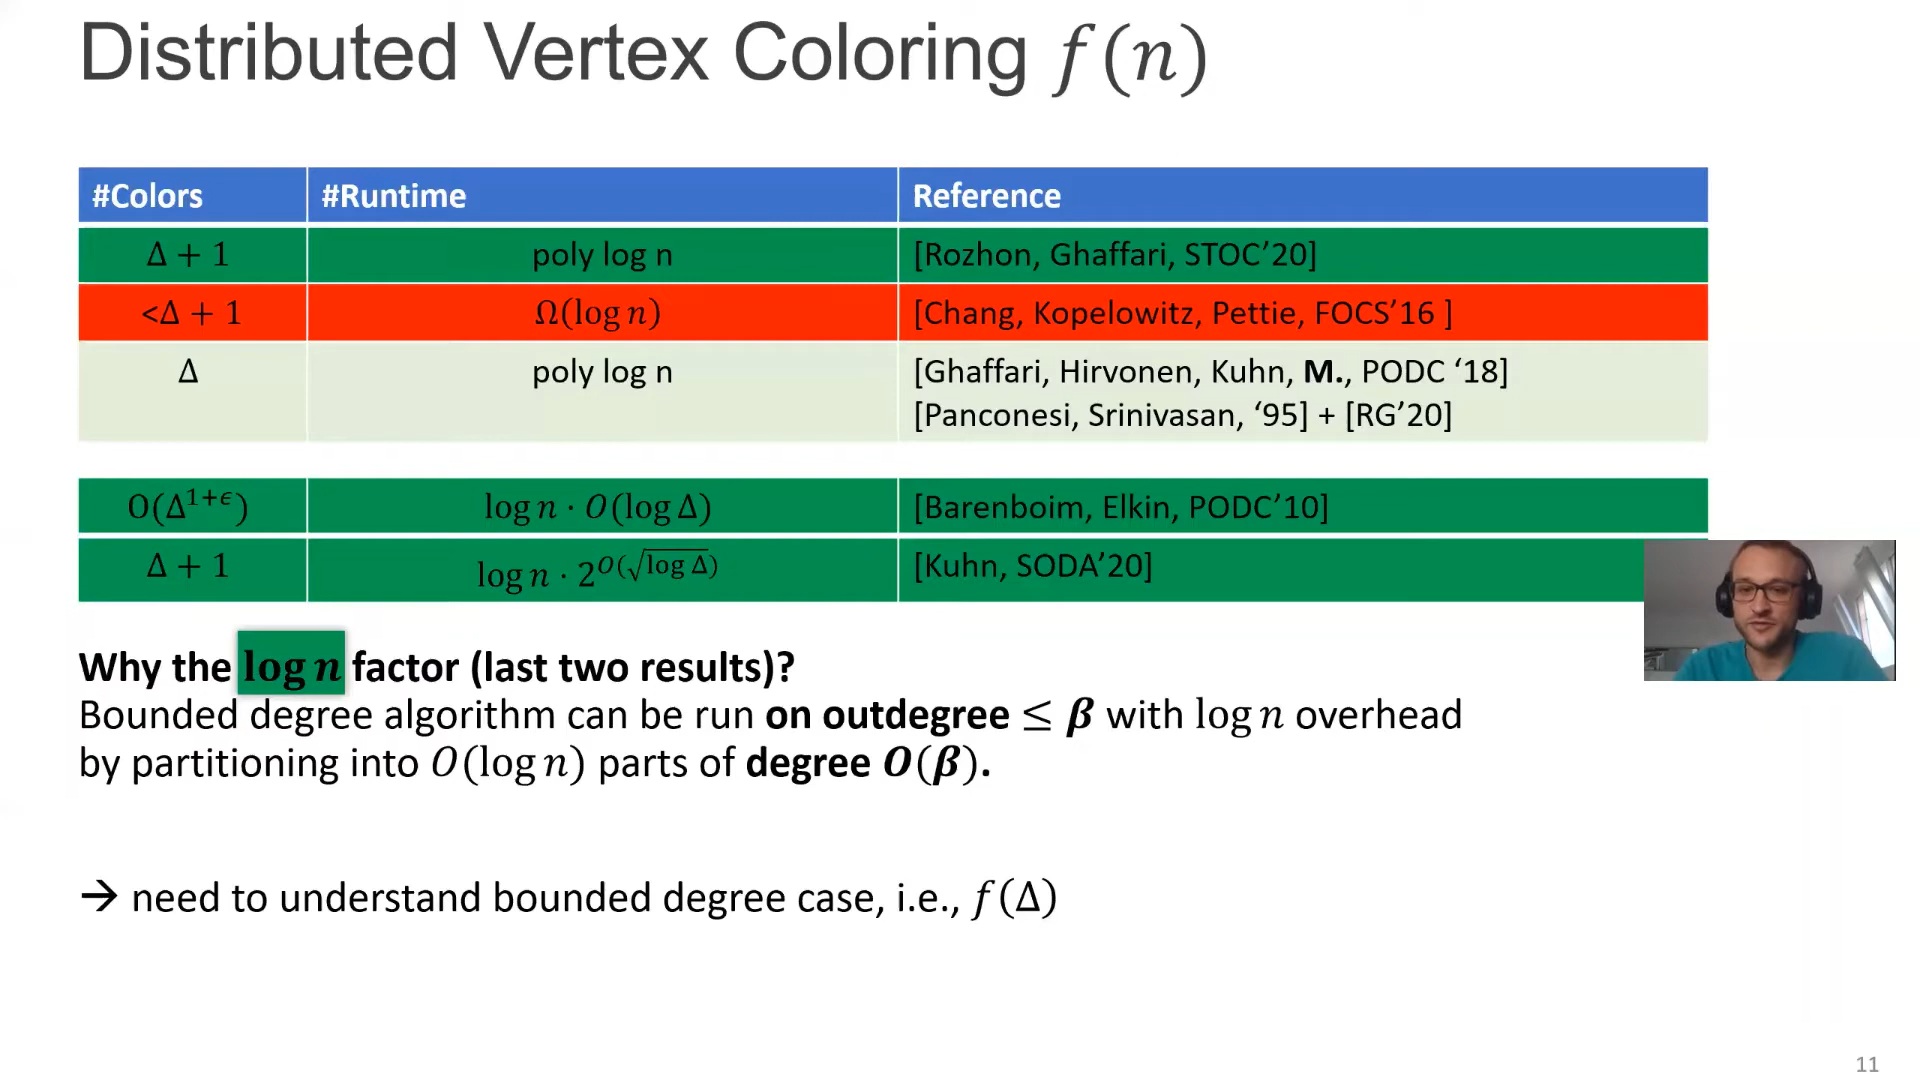 Distributed Vertex Coloring f(n)
#Colors #Runtime Reference
Δ + 1 poly log n [Rozhon, Ghaffari, STOC’20]
<Δ + 1 Ω(log n) [Chang, Kopelowitz, Pettie, FOCS’16 ]
Δ poly log n [Ghaffari, Hirvonen, Kuhn, M., PODC ‘18]
[Panconesi, Srinivasan, ‘95] + [RG’20]
O(Δ^{1+ϵ}) log n · O(log Δ) [Barenboim, Elkin, PODC’10]
Δ + 1 log n · 2^{O(√(log Δ))} [Kuhn, SODA’20]
Why the log n factor (last two results)?
Bounded degree algorithm can be run on outdegree ≤ β with log n overhead
by partitioning into O(log n) parts of degree O(β).
→ need to understand bounded degree case, i.e., f(Δ)
11